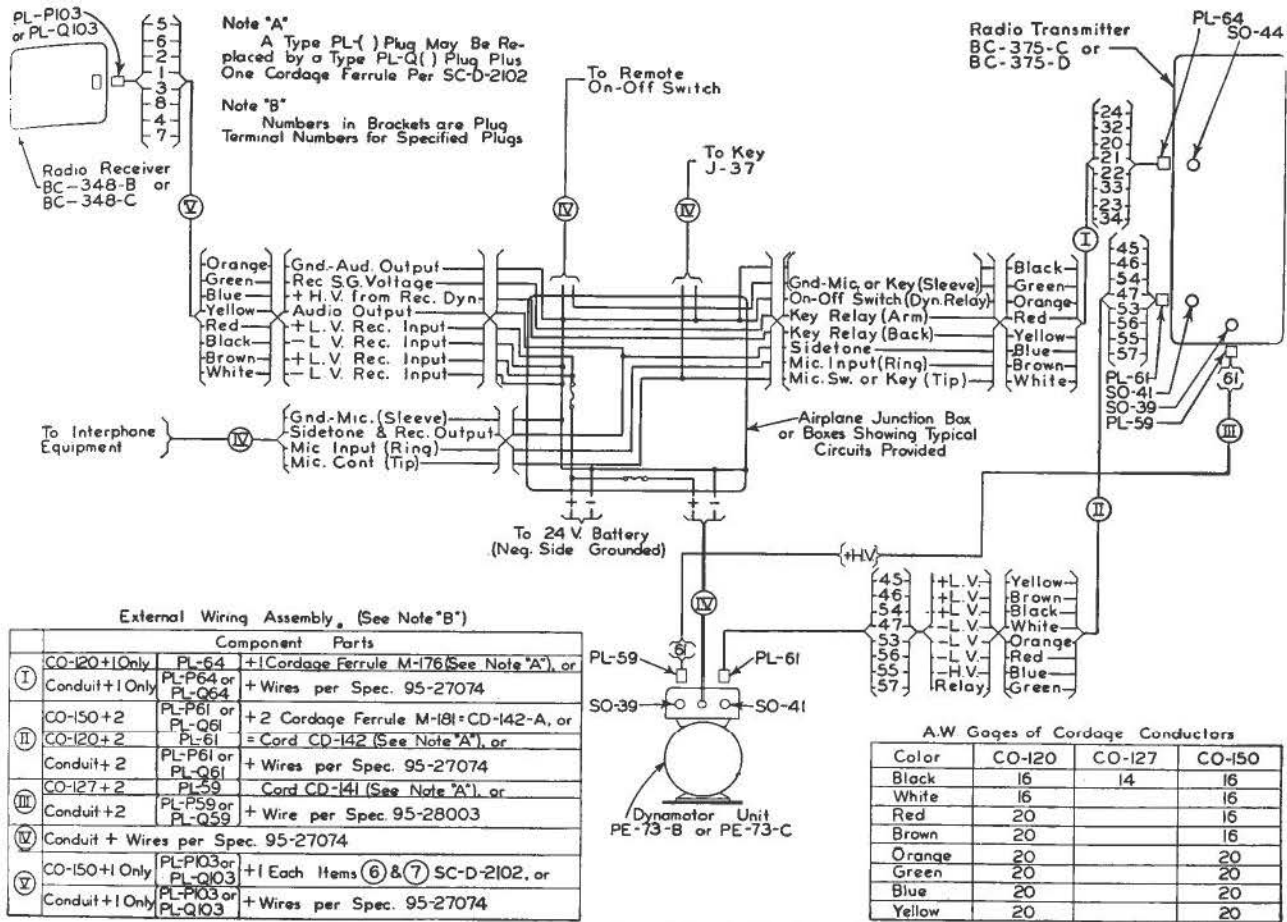 PL-P103
or PL-Q103
5
6
2
1
3
8
4
7
Radio Receiver
BC-348-B or
BC-348-C
Note "A"
A Type PL-( ) Plug May Be Re-
placed by a Type PL-Q( ) Plug Plus
One Cordage Ferrule Per SC-D-2102
Note "B"
Numbers in Brackets are Plug
Terminal Numbers for Specified Plugs
To Remote
On-Off Switch
To Key
J-37
Radio Transmitter
BC-375-C or
BC-375-D
PL-64
SO-44
24
32
20
21
22
33
23
34
V
IV
IV
I
45
46
54
47
53
56
55
57
PL-61
SO-41
SO-39
PL-59
61
III
II
Orange
Green
Blue
Yellow
Red
Black
Brown
White
Gnd.-Aud. Output
Rec S.G. Voltage
+ H.V. from Rec. Dyn.
Audio Output
+ L.V. Rec. Input
- L.V. Rec. Input
+ L.V. Rec. Input
- L.V. Rec. Input
Gnd-Mic. or Key (Sleeve)
On-Off Switch (Dyn. Relay)
Key Relay (Arm)
Key Relay (Back)
Sidetone
Mic. Input (Ring)
Mic. Sw. or Key (Tip)
Black
Green
Orange
Red
Yellow
Blue
Brown
White
To Interphone
Equipment
IV
Gnd-Mic. (Sleeve)
Sidetone & Rec. Output
Mic Input (Ring)
Mic. Cont (Tip)
Airplane Junction Box
or Boxes Showing Typical
Circuits Provided
+ -
+ -
To 24 V. Battery
(Neg. Side Grounded)
+H.V.
IV
45
46
54
47
53
56
55
57
+L.V.
+L.V.
+L.V.
-L.V.
-L.V.
-L.V.
-H.V.
Relay
Yellow
Brown
Black
White
Orange
Red
Blue
Green
PL-59
61
PL-61
SO-39
SO-41
Dynamotor Unit
PE-73-B or PE-73-C
External Wiring Assembly. (See Note "B")
Component Parts
I CO-120+1 Only PL-64 +1 Cordage Ferrule M-176 (See Note "A"), or
Conduit+1 Only PL-P64 or PL-Q64 + Wires per Spec. 95-27074
II CO-150+2 PL-P61 or PL-Q61 + 2 Cordage Ferrule M-181=CD-142-A, or
CO-120+2 PL-61 = Cord CD-142 (See Note "A"), or
Conduit+2 PL-P61 or PL-Q61 + Wires per Spec. 95-27074
III CO-127+2 PL-59 Cord CD-141 (See Note "A"), or
Conduit+2 PL-P59 or PL-Q59 + Wire per Spec. 95-28003
IV Conduit + Wires per Spec. 95-27074
V CO-150+1 Only PL-P103 or PL-Q103 +1 Each Items 6 & 7 SC-D-2102, or
Conduit+1 Only PL-P103 or PL-Q103 + Wires per Spec. 95-27074
A.W Gages of Cordage Conductors
Color CO-120 CO-127 CO-150
Black 16 14 16
White 16 16
Red 20 16
Brown 20 16
Orange 20 20
Green 20 20
Blue 20 20
Yellow 20 20